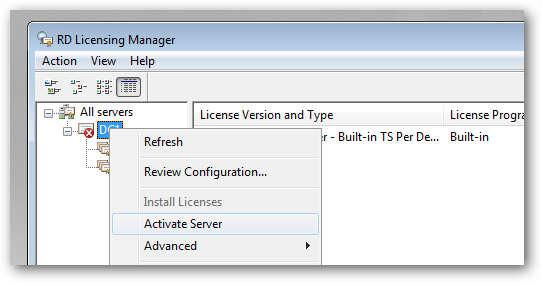 RD Licensing Manager
Action View Help
All servers
License Version and Type
License Progra
- Built-in TS Per De...
Built-in
Refresh
Review Configuration...
Install Licenses
Activate Server
Advanced